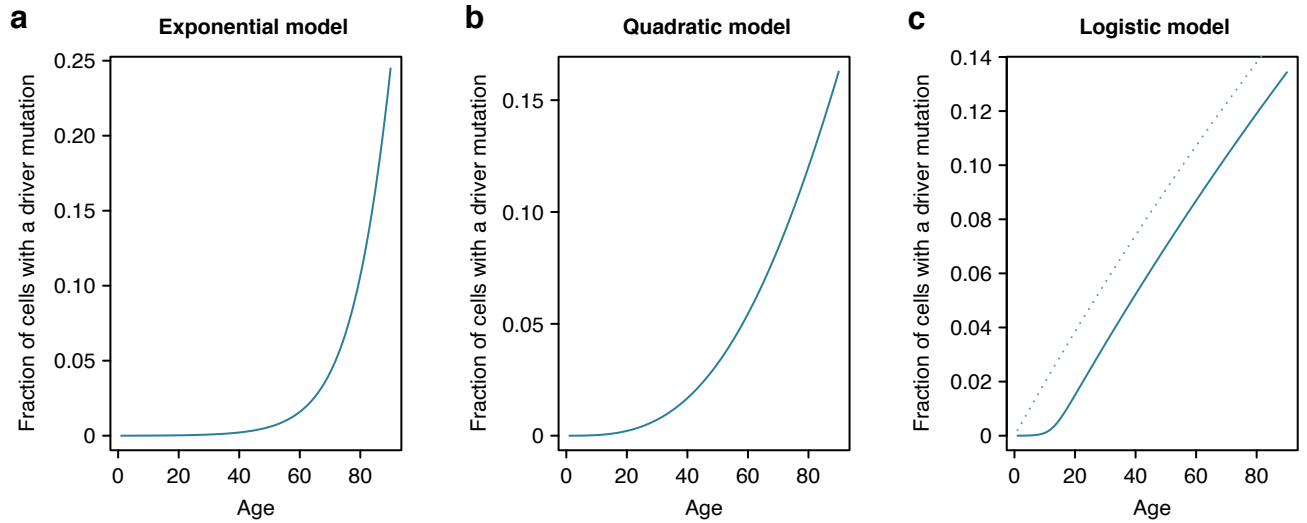 a
Exponential model
Fraction of cells with a driver mutation
0.25
0.20
0.15
0.10
0.05
0
0 20 40 60 80
Age
b
Quadratic model
Fraction of cells with a driver mutation
0.15
0.10
0.05
0
0 20 40 60 80
Age
c
Logistic model
Fraction of cells with a driver mutation
0.14
0.12
0.10
0.08
0.06
0.04
0.02
0
0 20 40 60 80
Age